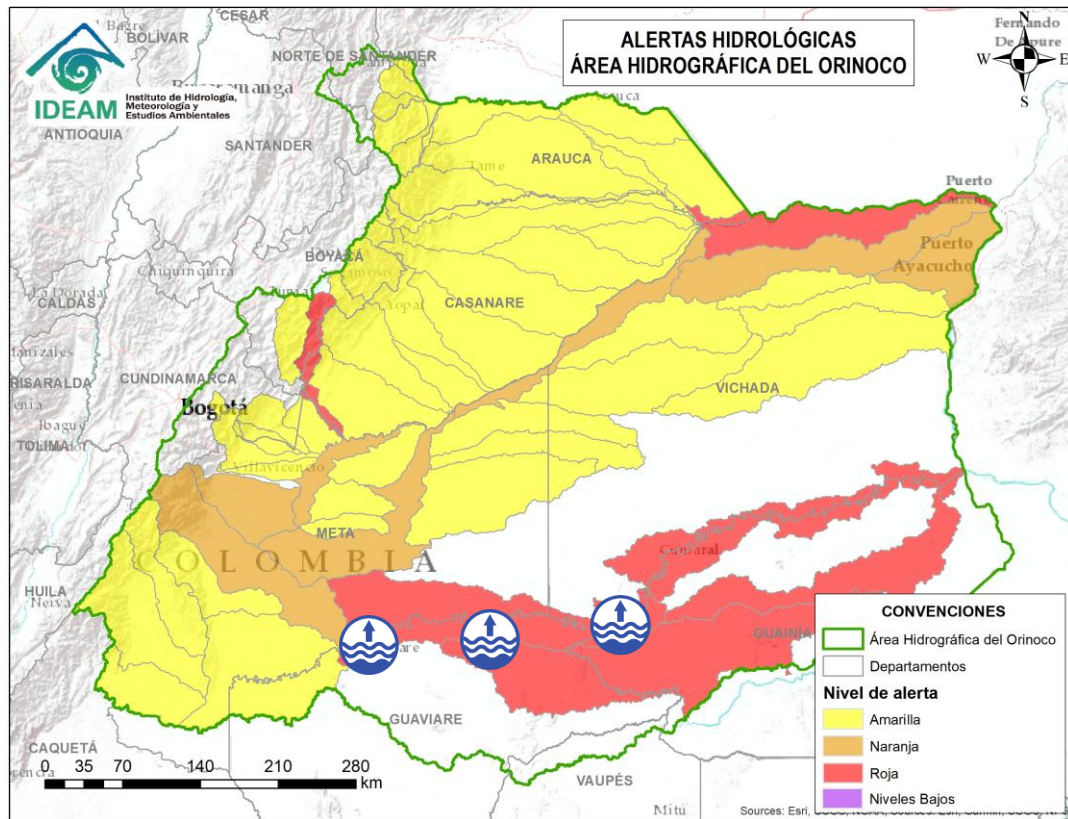 CESAR
BOLÍVAR
NORTE DE SANTANDER
ALERTAS HIDROLÓGICAS
ÁREA HIDROGRÁFICA DEL ORINOCO
Fernando
De Apure
N
W E
S
IDEAM
Instituto de Hidrología,
Meteorología y
Estudios Ambientales
ANTIOQUIA
SANTANDER
ARAUCA
Tame
Puerto
Puerto
Ayacucho
BOYACÁ
Chiquinquira
La Dorada
CALDAS
Yopal
CASANARE
RISARALDA
CUNDINAMARCA
VICHADA
Bogotá
Ibague
TOLIMA
Villavicencio
META
COLOMBIA
HUILA
Neiva
GUAINÍA
GUAVIARE
CAQUETÁ
VAUPÉS
Mitú
0 35 70 140 210 280
km
CONVENCIONES
Área Hidrográfica del Orinoco
Departamentos
Nivel de alerta
Amarilla
Naranja
Roja
Niveles Bajos
Sources: Esri,